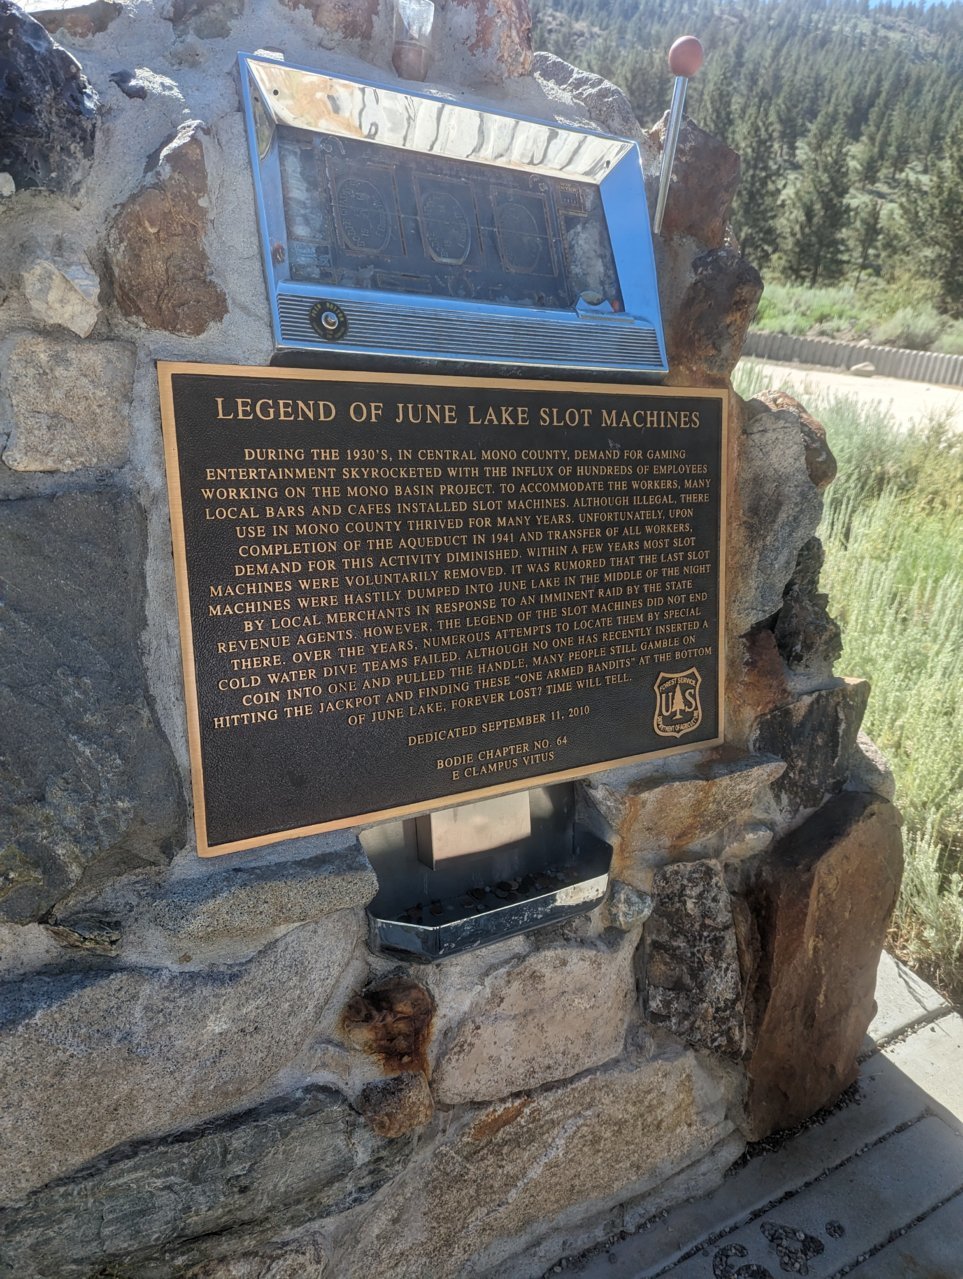 LEGEND OF JUNE LAKE SLOT MACHINES
DURING THE 1930'S, IN CENTRAL MONO COUNTY, DEMAND FOR GAMING
ENTERTAINMENT SKYROCKETED WITH THE INFLUX OF HUNDREDS OF EMPLOYEES
WORKING ON THE MONO BASIN PROJECT. TO ACCOMMODATE THE WORKERS, MANY
LOCAL BARS AND CAFES INSTALLED SLOT MACHINES. ALTHOUGH ILLEGAL, THERE
USE IN MONO COUNTY THRIVED FOR MANY YEARS. UNFORTUNATELY, UPON
COMPLETION OF THE AQUEDUCT IN 1941 AND TRANSFER OF ALL WORKERS,
DEMAND FOR THIS ACTIVITY DIMINISHED. WITHIN A FEW YEARS MOST SLOT
MACHINES WERE VOLUNTARILY REMOVED. IT WAS RUMORED THAT THE LAST SLOT
MACHINES WERE HASTILY DUMPED INTO JUNE LAKE IN THE MIDDLE OF THE NIGHT
BY LOCAL MERCHANTS IN RESPONSE TO AN IMMINENT RAID BY THE STATE
REVENUE AGENTS. HOWEVER, THE LEGEND OF THE SLOT MACHINES DID NOT END
THERE. OVER THE YEARS, NUMEROUS ATTEMPTS TO LOCATE THEM BY SPECIAL
COLD WATER DIVE TEAMS FAILED. ALTHOUGH NO ONE HAS RECENTLY INSERTED A
COIN INTO ONE AND PULLED THE HANDLE, MANY PEOPLE STILL GAMBLE ON
HITTING THE JACKPOT AND FINDING THESE "ONE ARMED BANDITS" AT THE BOTTOM
OF JUNE LAKE, FOREVER LOST? TIME WILL TELL.
DEDICATED SEPTEMBER 11, 2010
BODIE CHAPTER NO. 64
E CLAMPUS VITUS
FOREST SERVICE
U S
DEPARTMENT OF AGRICULTURE